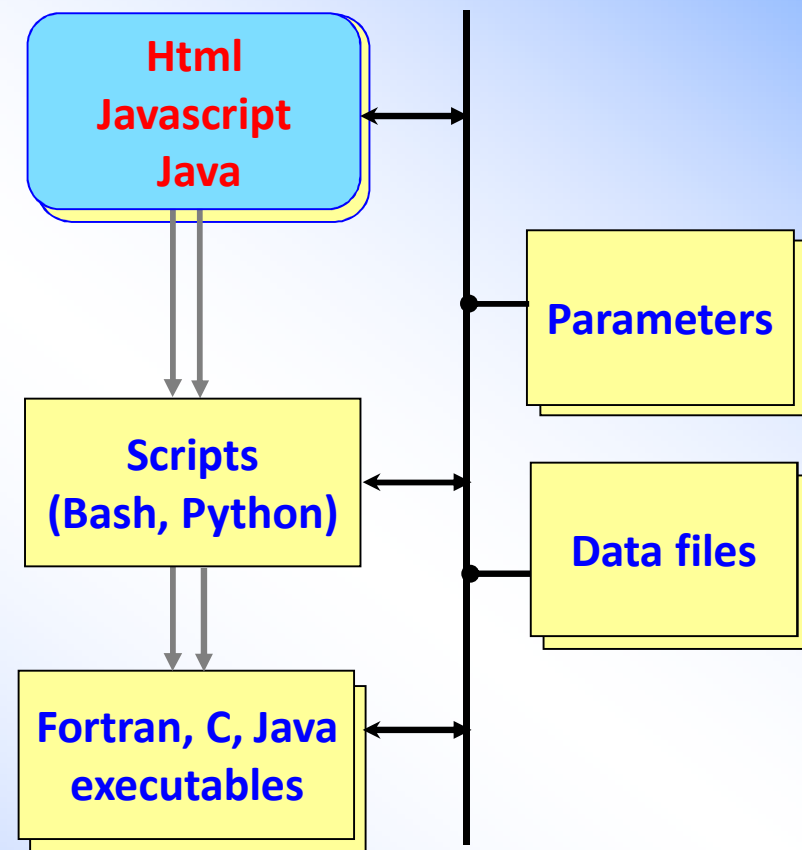 Html
Javascript
Java
Parameters
Scripts
(Bash, Python)
Data files
Fortran, C, Java
executables